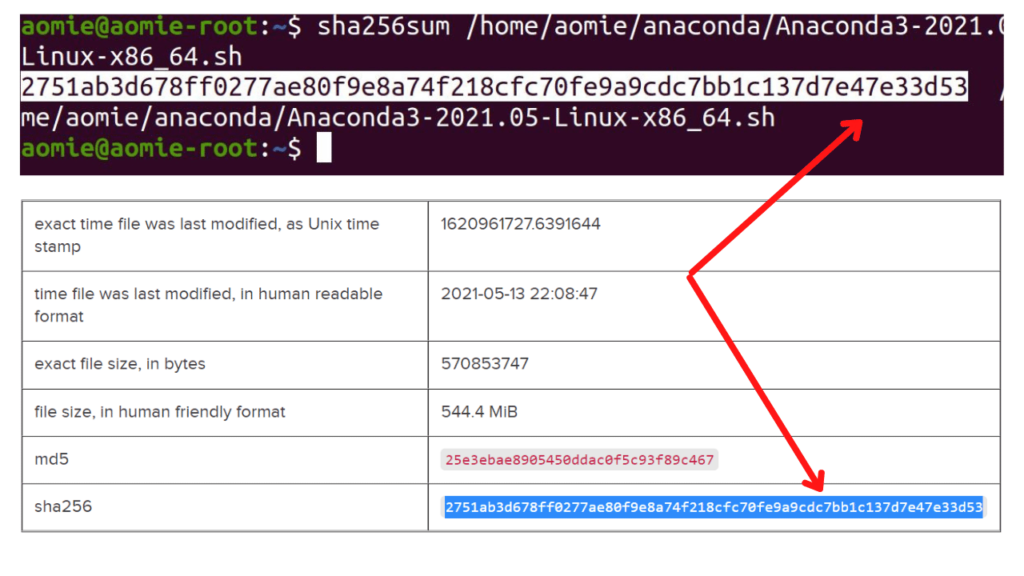 aomie@aomie-root:~$ sha256sum /home/aomie/anaconda/Anaconda3-2021.
Linux-x86_64.sh
2751ab3d678ff0277ae80f9e8a74f218cfc70fe9a9cdc7bb1c137d7e47e33d53 /
me/aomie/anaconda/Anaconda3-2021.05-Linux-x86_64.sh
aomie@aomie-root:~$
exact time file was last modified, as Unix time
stamp
1620961727.6391644
time file was last modified, in human readable
format
2021-05-13 22:08:47
exact file size, in bytes
570853747
file size, in human friendly format
544.4 MiB
md5
25e3ebae8905450ddac0f5c93f89c467
sha256
2751ab3d678ff0277ae80f9e8a74f218cfc70fe9a9cdc7bb1c137d7e47e33d53